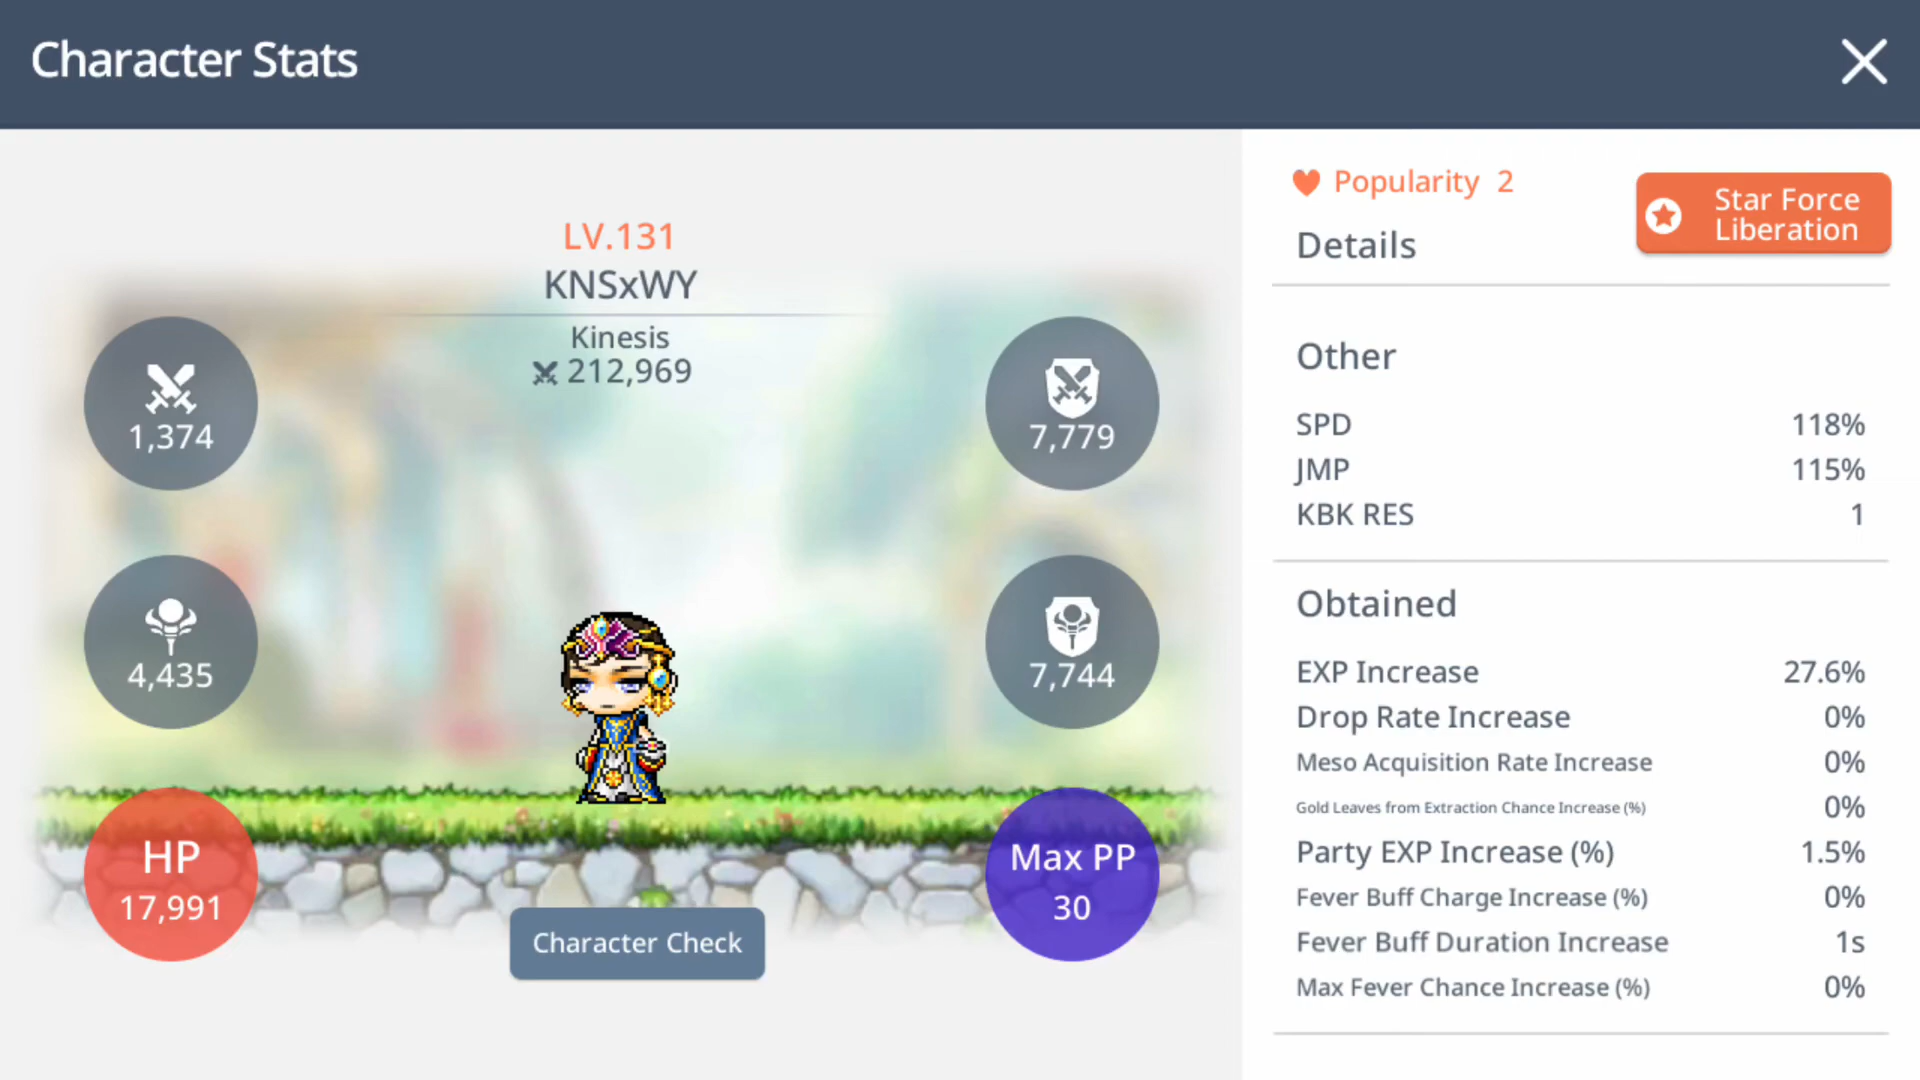 Character Stats
LV.131
KNSxWY
Kinesis
212,969
1,374
7,779
4,435
7,744
HP
17,991
Max PP
30
Character Check
Popularity 2
Star Force
Liberation
Details
Other
SPD 118%
JMP 115%
KBK RES 1
Obtained
EXP Increase 27.6%
Drop Rate Increase 0%
Meso Acquisition Rate Increase 0%
Gold Leaves from Extraction Chance Increase (%) 0%
Party EXP Increase (%) 1.5%
Fever Buff Charge Increase (%) 0%
Fever Buff Duration Increase 1s
Max Fever Chance Increase (%) 0%